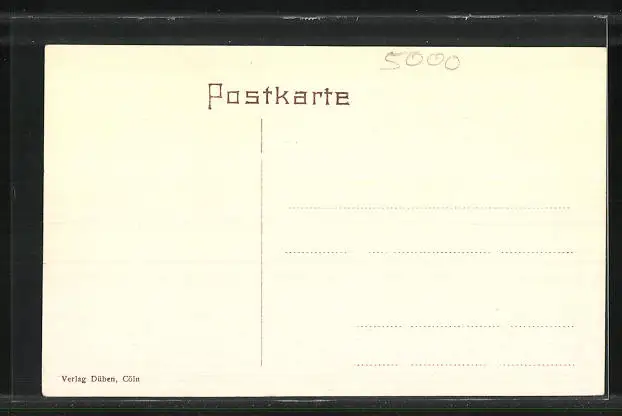 5000
Postkarte
Verlag Düben, Cöln